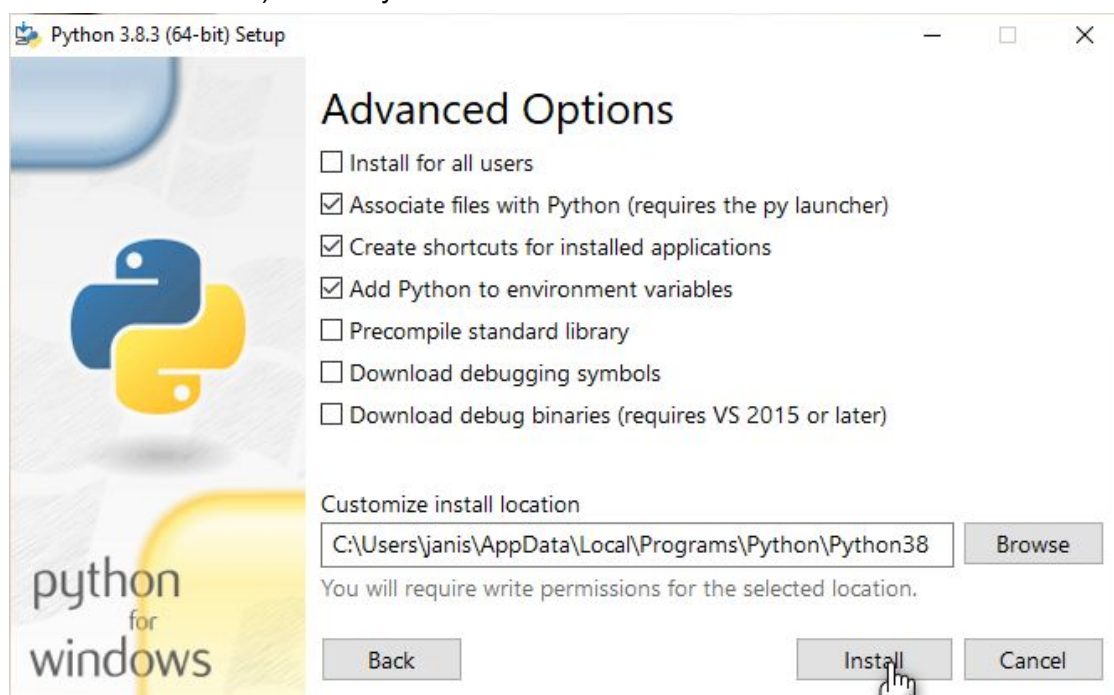 Python 3.8.3 (64-bit) Setup
Advanced Options
Install for all users
Associate files with Python (requires the py launcher)
Create shortcuts for installed applications
Add Python to environment variables
Precompile standard library
Download debugging symbols
Download debug binaries (requires VS 2015 or later)
Customize install location
C:\Users\janis\AppData\Local\Programs\Python\Python38
Browse
You will require write permissions for the selected location.
python
for
windows
Back
Install
Cancel